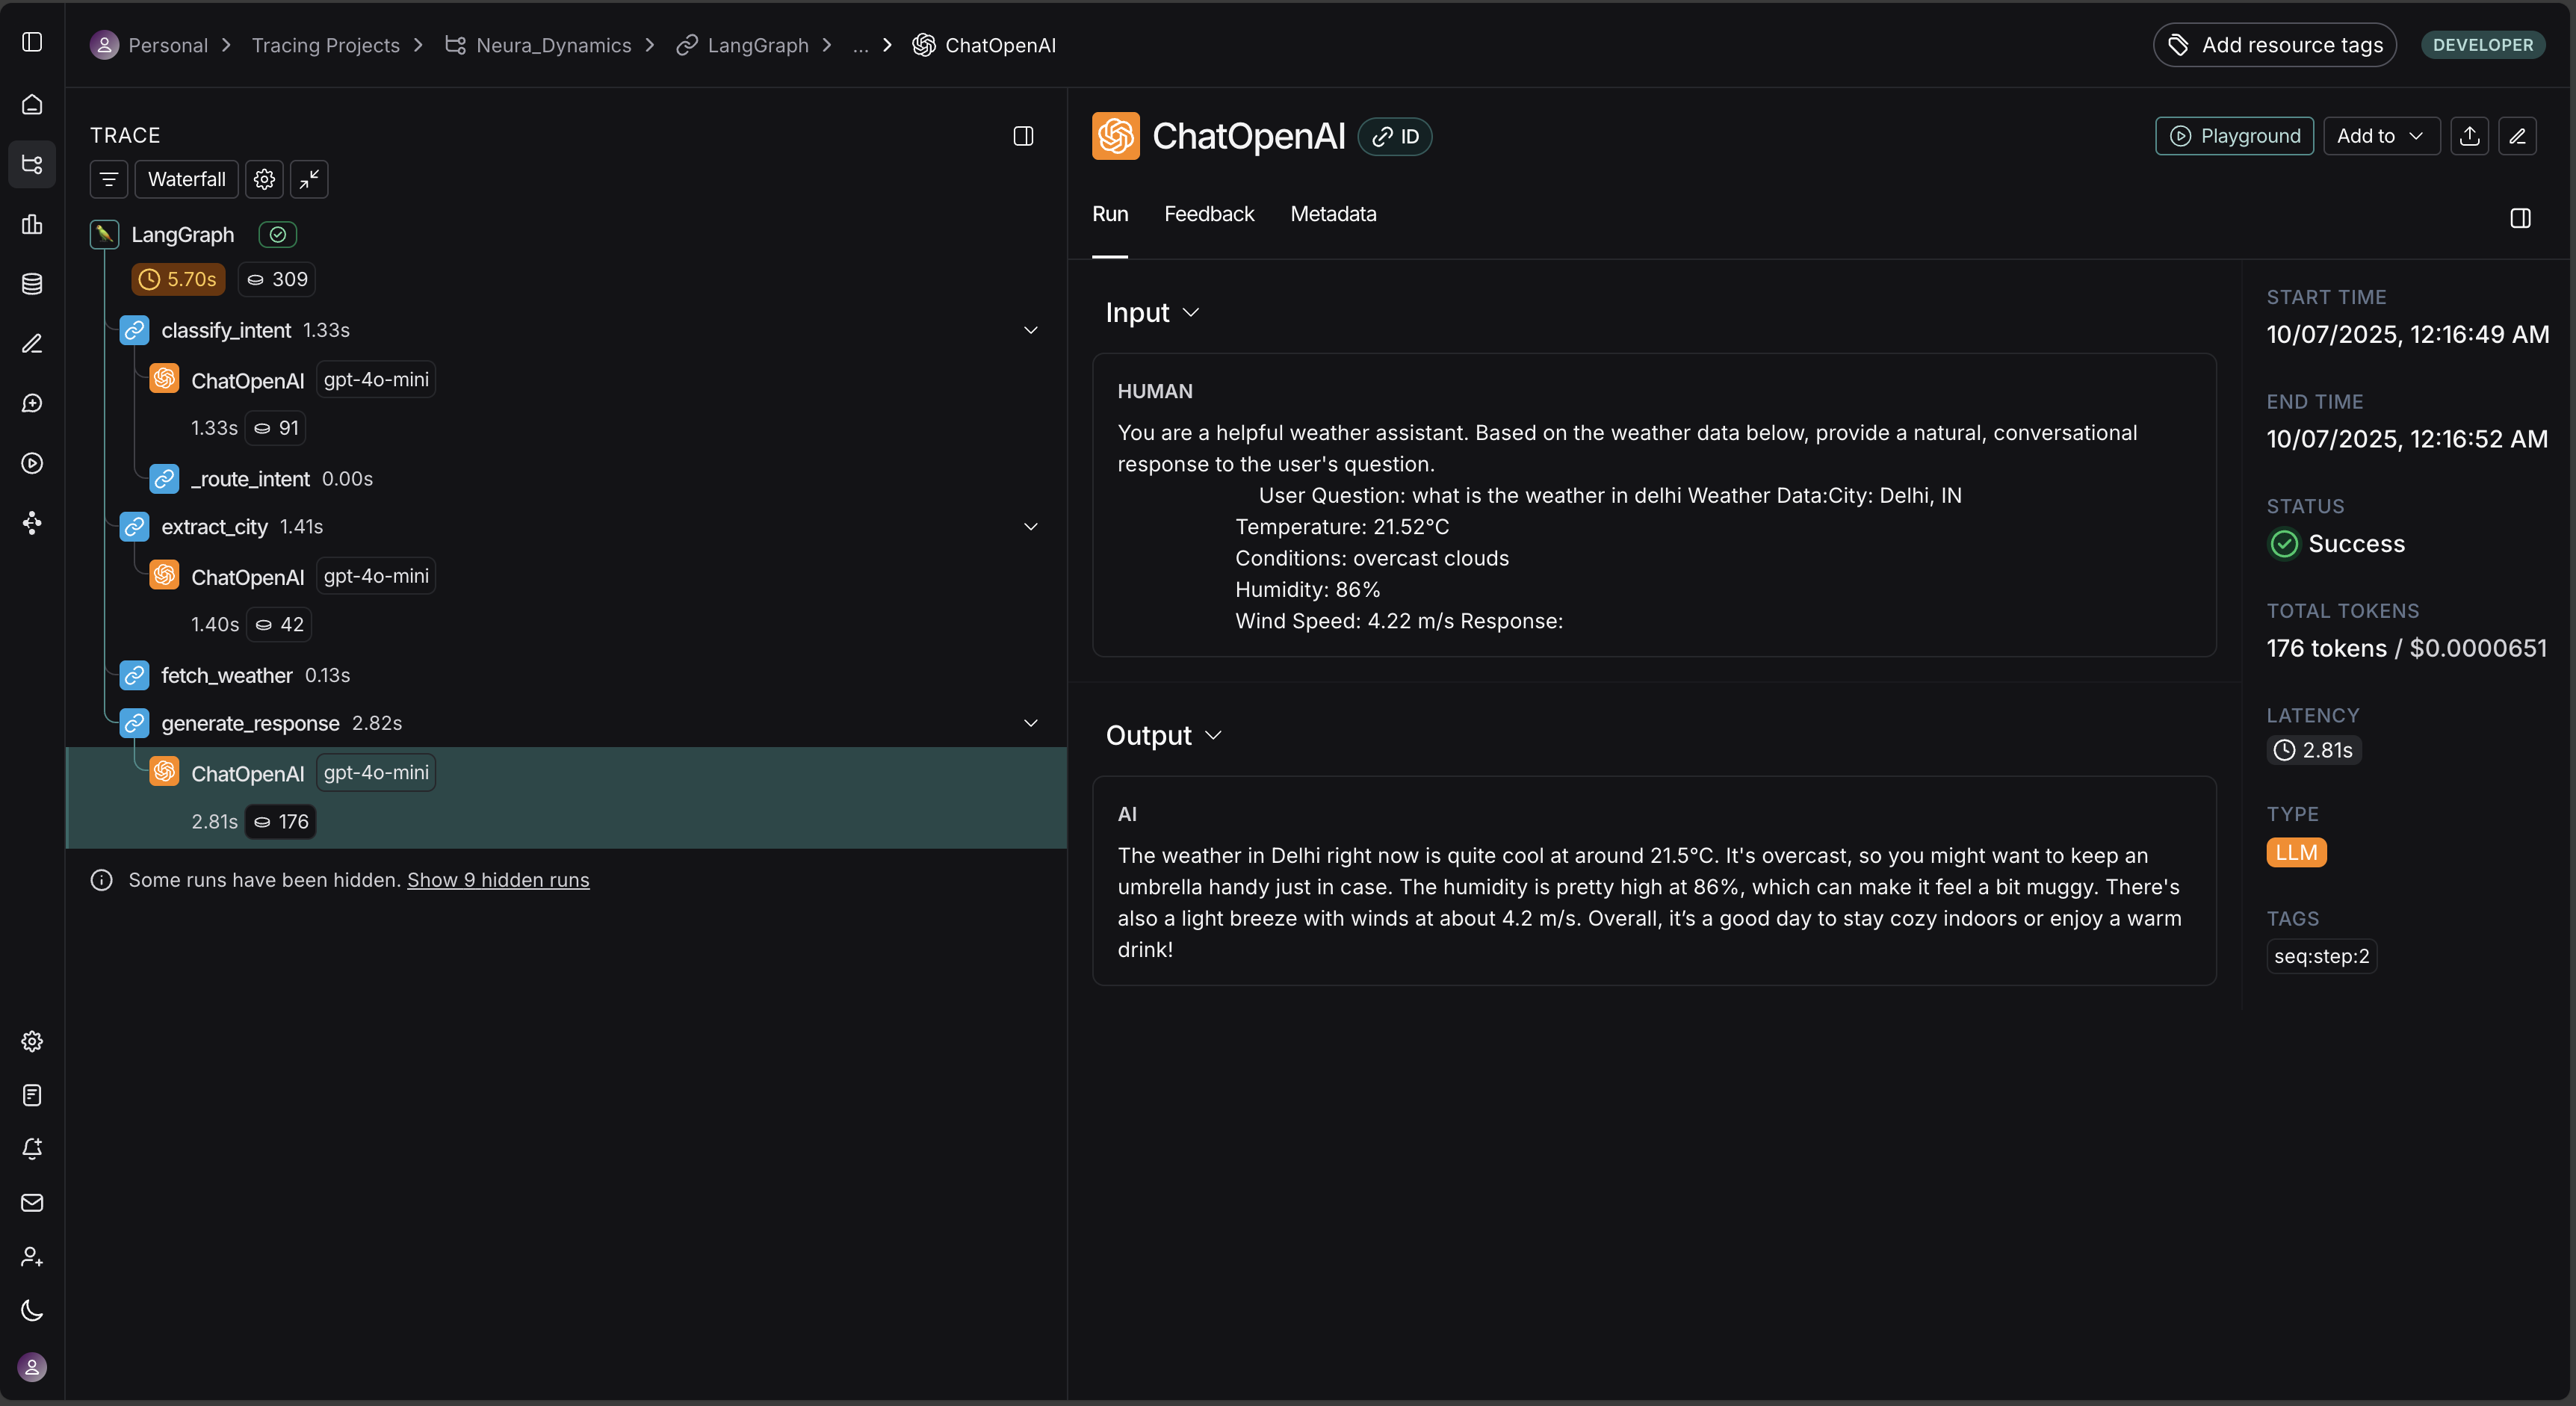 Personal > Tracing Projects > Neura_Dynamics > LangGraph > ... > ChatOpenAI
Add resource tags
DEVELOPER
TRACE
Waterfall
LangGraph
5.70s 309
classify_intent 1.33s
ChatOpenAI gpt-4o-mini
1.33s 91
_route_intent 0.00s
extract_city 1.41s
ChatOpenAI gpt-4o-mini
1.40s 42
fetch_weather 0.13s
generate_response 2.82s
ChatOpenAI gpt-4o-mini
2.81s 176
Some runs have been hidden. Show 9 hidden runs
ChatOpenAI ID
Playground
Add to
Run Feedback Metadata
Input
HUMAN
You are a helpful weather assistant. Based on the weather data below, provide a natural, conversational
response to the user's question.
User Question: what is the weather in delhi Weather Data:City: Delhi, IN
Temperature: 21.52°C
Conditions: overcast clouds
Humidity: 86%
Wind Speed: 4.22 m/s Response:
Output
AI
The weather in Delhi right now is quite cool at around 21.5°C. It's overcast, so you might want to keep an
umbrella handy just in case. The humidity is pretty high at 86%, which can make it feel a bit muggy. There's
also a light breeze with winds at about 4.2 m/s. Overall, it’s a good day to stay cozy indoors or enjoy a warm
drink!
START TIME
10/07/2025, 12:16:49 AM
END TIME
10/07/2025, 12:16:52 AM
STATUS
Success
TOTAL TOKENS
176 tokens / $0.0000651
LATENCY
2.81s
TYPE
LLM
TAGS
seq:step:2